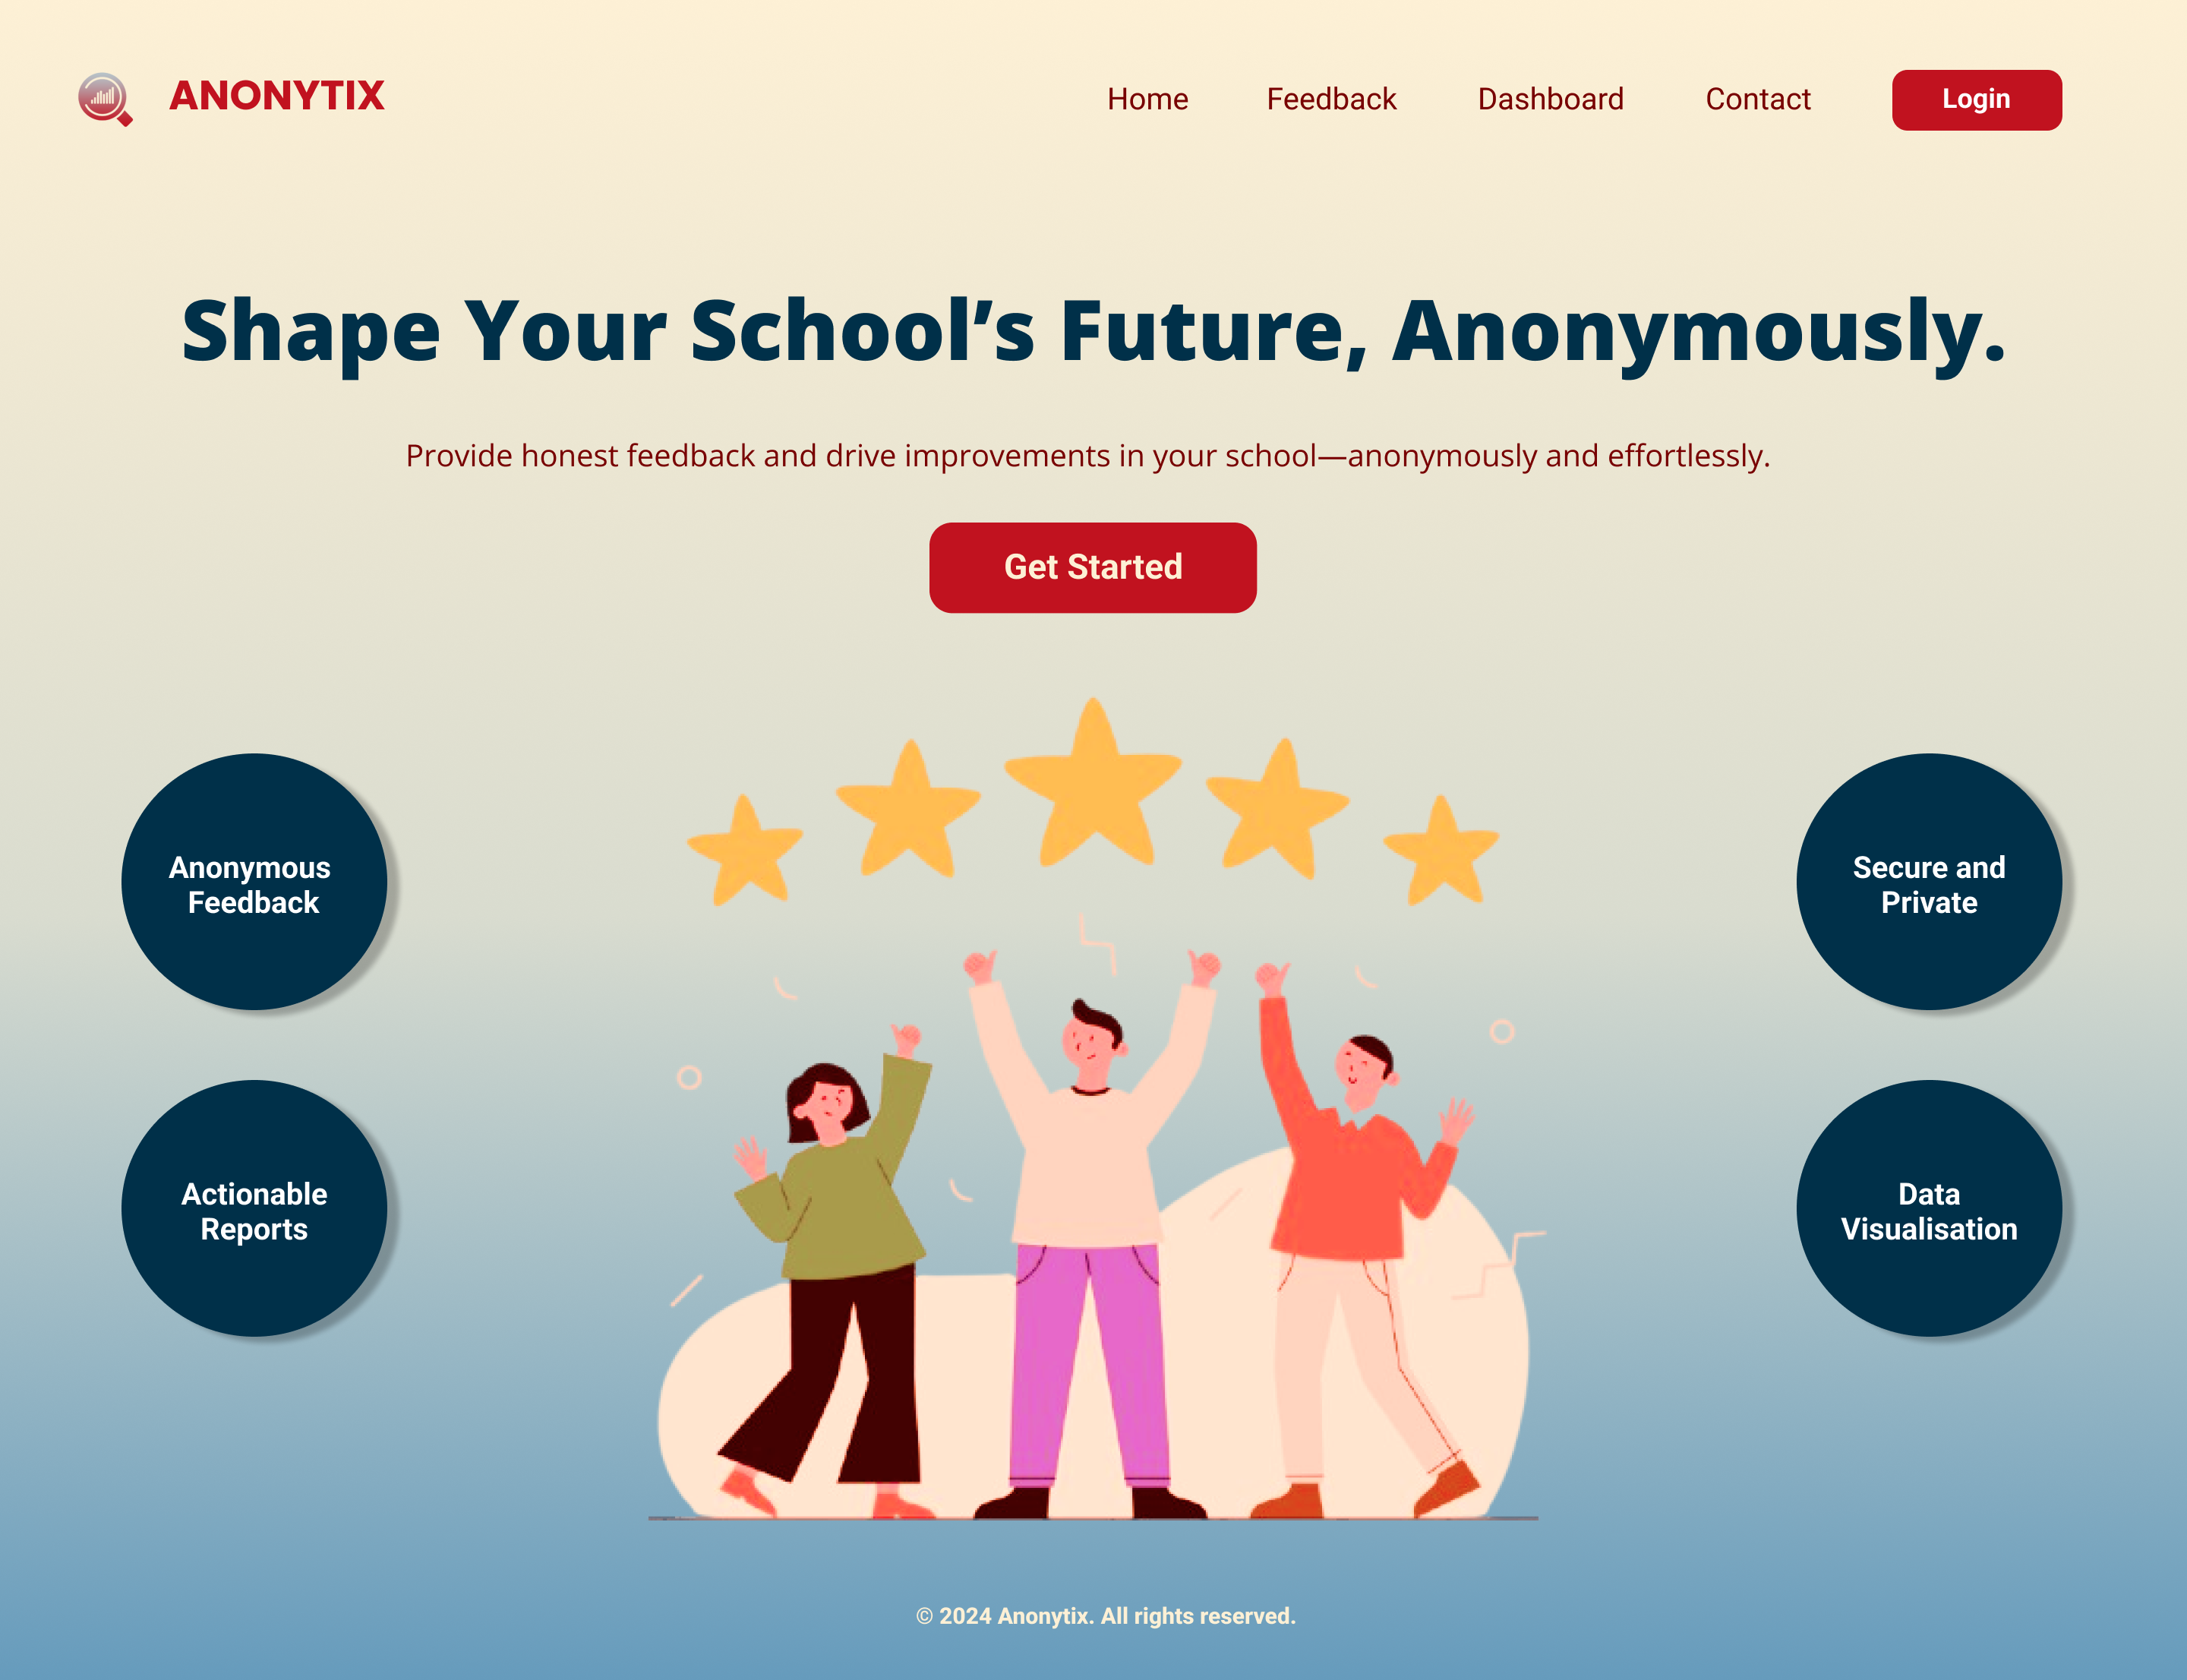 ANONYTIX
Home
Feedback
Dashboard
Contact
Login
Shape Your School’s Future, Anonymously.
Provide honest feedback and drive improvements in your school—anonymously and effortlessly.
Get Started
Anonymous
Feedback
Secure and
Private
Actionable
Reports
Data
Visualisation
© 2024 Anonytix. All rights reserved.